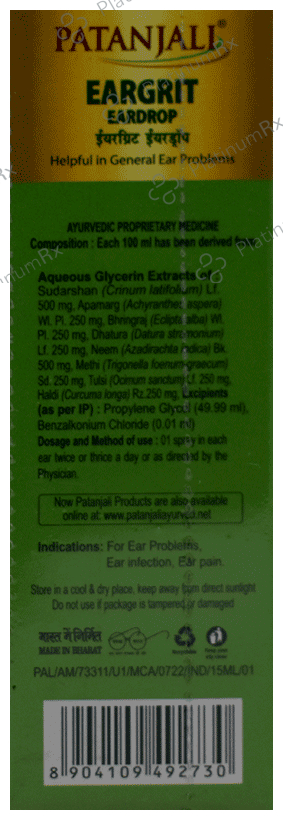 PATANJALI®
EARGRIT
EARDROP
ईयरग्रिट ईयरड्रॉप
Helpful in General Ear Problems
AYURVEDIC PROPRIETARY MEDICINE
Composition : Each 100 ml has been derived from
Aqueous Glycerin Extracts of
Sudarshan (Crinum latifolium) Lf.
500 mg, Apamarg (Achyranthes aspera)
Wl. Pl. 250 mg, Bhringraj (Eclipta alba) Wl.
Pl. 250 mg, Dhatura (Datura stramonium)
Lf. 250 mg, Neem (Azadirachta indica) Bk.
500 mg, Methi (Trigonella foenum-graecum)
Sd. 250 mg, Tulsi (Ocimum sanctum) Lf. 250 mg,
Haldi (Curcuma longa) Rz. 250 mg, Excipients
(as per IP) : Propylene Glycol (49.99 ml),
Benzalkonium Chloride (0.01 ml)
Dosage and Method of use : 01 spray in each
ear twice or thrice a day or as directed by the
Physician.
Now Patanjali Products are also available
online at: www.patanjaliayurved.net
Indications: For Ear Problems,
Ear infection, Ear pain.
Store in a cool & dry place, keep away from direct sunlight
Do not use if package is tampered or damaged
भारत में निर्मित
MADE IN BHARAT
PAL/AM/73311/U1/MCA/0722/IND/15ML/01
8 904109 492730